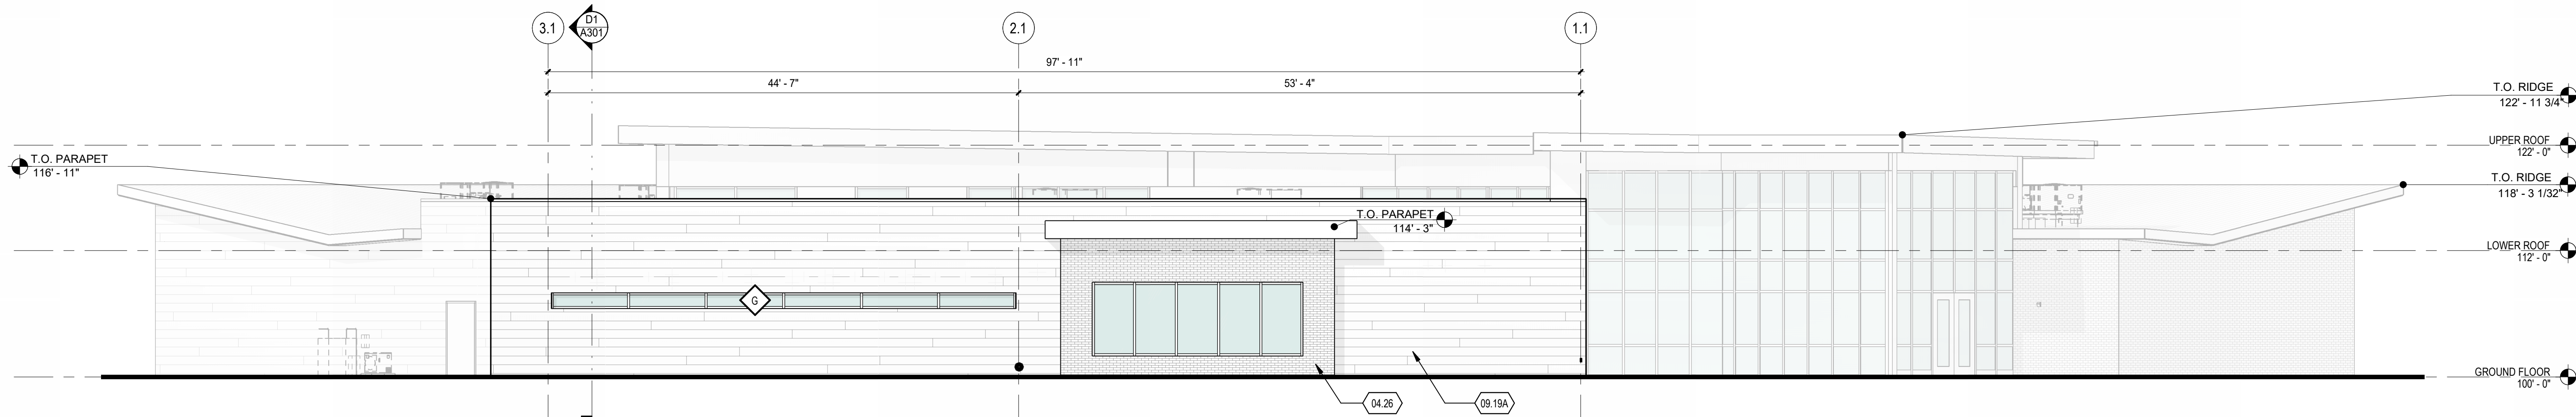 3.1
D1
A301
2.1
1.1
97' - 11"
44' - 7"
53' - 4"
T.O. RIDGE
122' - 11 3/4"
UPPER ROOF
122' - 0"
T.O. PARAPET
116' - 11"
T.O. RIDGE
118' - 3 1/32"
T.O. PARAPET
114' - 3"
LOWER ROOF
112' - 0"
G
GROUND FLOOR
100' - 0"
04.26
09.19A